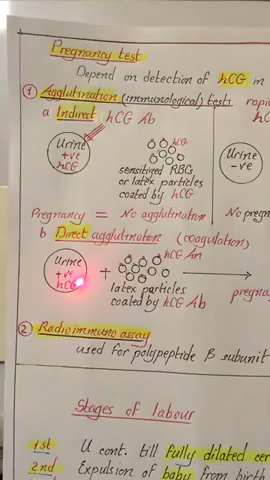 Pregnancy test
Depend on detection of hCG in
① Agglutination (immunological) tests rapi
a Indirect hCG Ab
Urine +ve hCG
hCG
sensitized RBCs or latex particles coated by hCG
Urine -ve
Pregnancy = No agglutination No pregn
b Direct agglutination (coagulation)
hCG
Urine +ve hCG
+
latex particles coated by hCG Ab
pregna
② Radioimmuno assay
used for polypeptide β subunit
Stages of labour
1st U cont. till fully dilated cer
2nd Expulsion of baby from birth